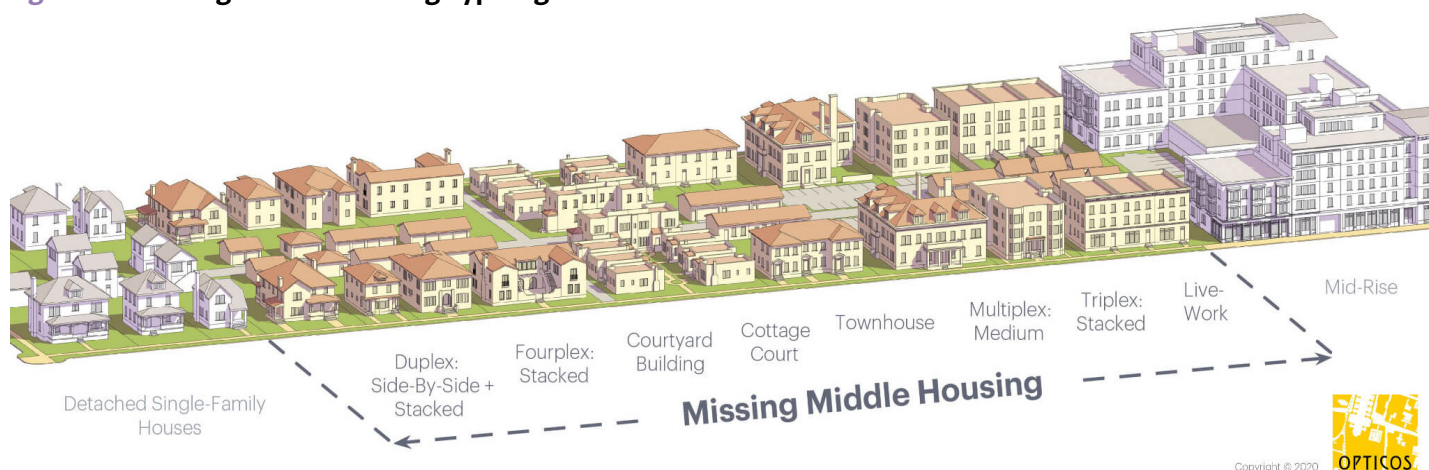 Detached Single-Family
Houses
Duplex:
Side-By-Side +
Stacked
Fourplex:
Stacked
Courtyard
Building
Cottage
Court
Townhouse
Multiplex:
Medium
Triplex:
Stacked
Live-
Work
Mid-Rise
Missing Middle Housing
Copyright © 2020
OPTICOS